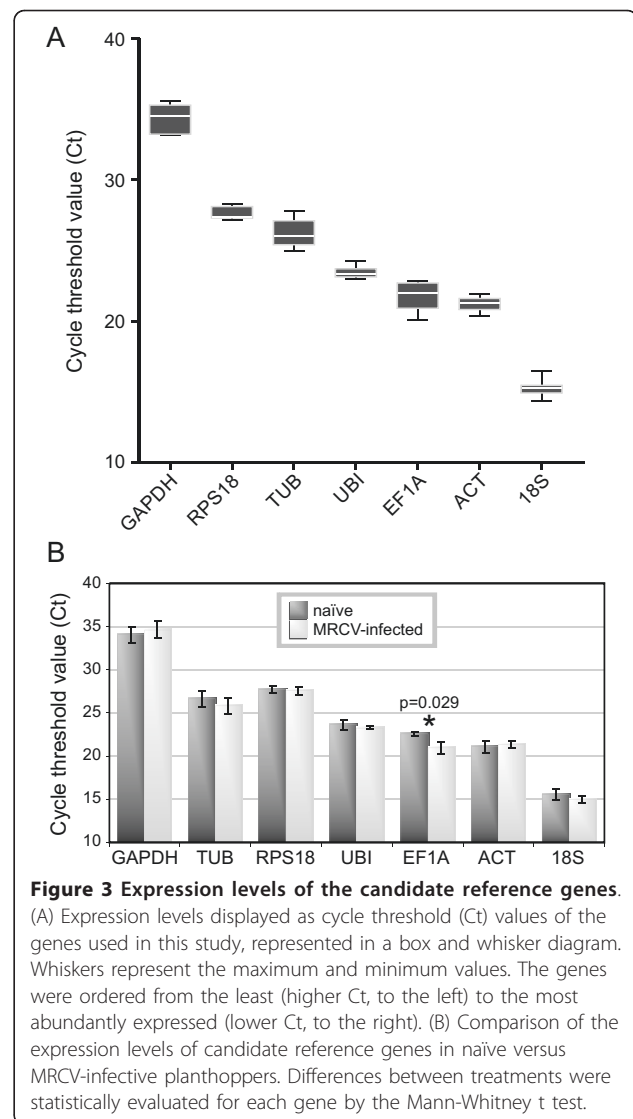 A
40
30
20
10
Cycle threshold value (Ct)
GAPDH
RPS18
TUB
UBI
EF1A
ACT
18S
B
40
35
30
25
20
15
10
Cycle threshold value (Ct)
naïve
MRCV-infected
p=0.029
*
GAPDH TUB RPS18 UBI EF1A ACT 18S
Figure 3 Expression levels of the candidate reference genes.
(A) Expression levels displayed as cycle threshold (Ct) values of the
genes used in this study, represented in a box and whisker diagram.
Whiskers represent the maximum and minimum values. The genes
were ordered from the least (higher Ct, to the left) to the most
abundantly expressed (lower Ct, to the right). (B) Comparison of the
expression levels of candidate reference genes in naïve versus
MRCV-infective planthoppers. Differences between treatments were
statistically evaluated for each gene by the Mann-Whitney t test.